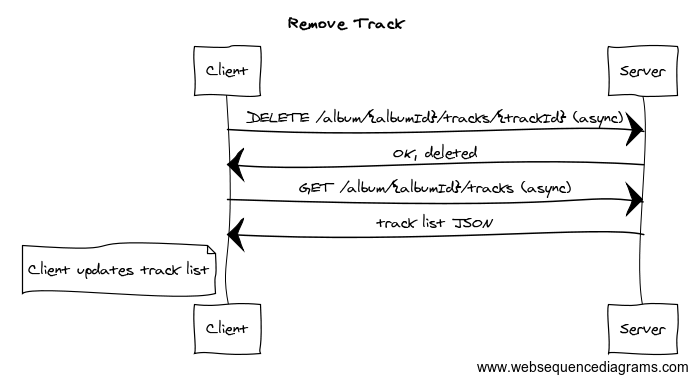 Remove Track
Client
Server
DELETE /album/{albumId}/tracks/{trackId} (async)
OK, deleted
GET /album/{albumId}/tracks (async)
track list JSON
Client updates track list
Client
Server
www.websequencediagrams.com